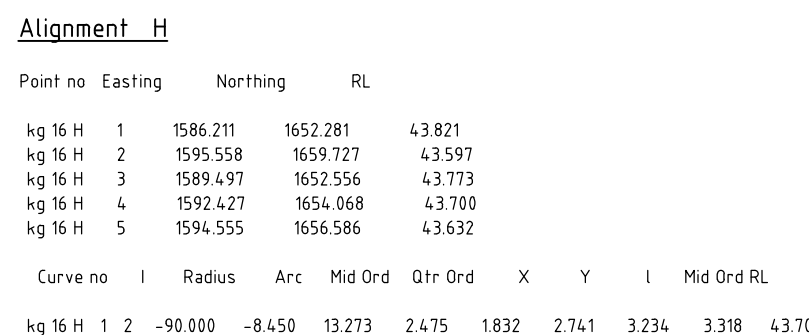 Alignment H
Point no Easting Northing RL
kg 16 H 1 1586.211 1652.281 43.821
kg 16 H 2 1595.558 1659.727 43.597
kg 16 H 3 1589.497 1652.556 43.773
kg 16 H 4 1592.427 1654.068 43.700
kg 16 H 5 1594.555 1656.586 43.632
Curve no I Radius Arc Mid Ord Qtr Ord X Y l Mid Ord RL
kg 16 H 1 2 -90.000 -8.450 13.273 2.475 1.832 2.741 3.234 3.318 43.70